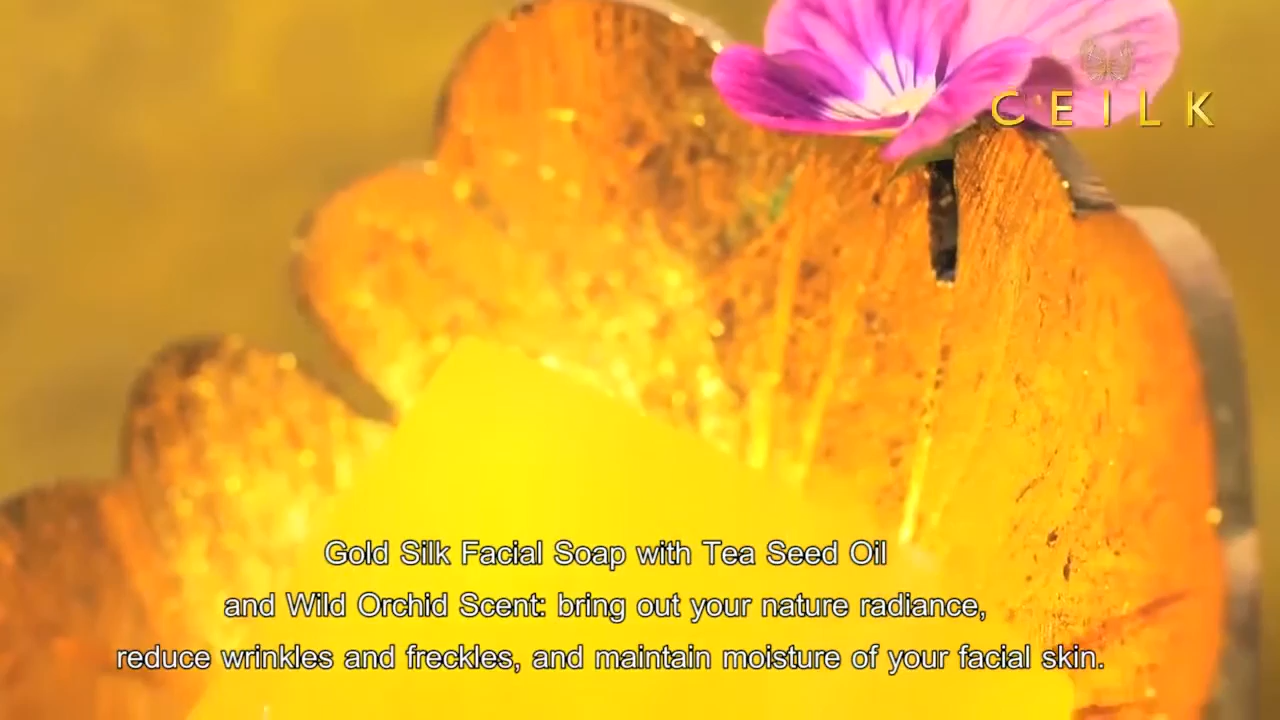 CEILK
Gold Silk Facial Soap with Tea Seed Oil
and Wild Orchid Scent: bring out your nature radiance,
reduce wrinkles and freckles, and maintain moisture of your facial skin.